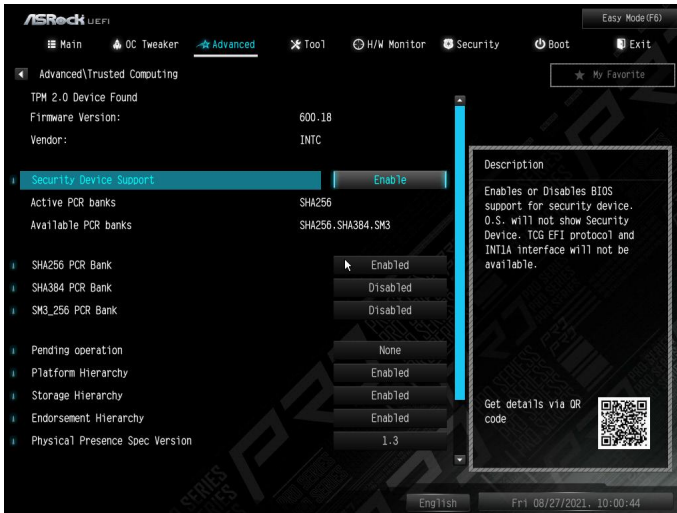 ASRock UEFI
Easy Mode(F6)
Main OC Tweaker Advanced Tool H/W Monitor Security Boot Exit
Advanced\Trusted Computing
My Favorite
TPM 2.0 Device Found
Firmware Version: 600.18
Vendor: INTC
Security Device Support Enable
Active PCR banks SHA256
Available PCR banks SHA256,SHA384,SM3
SHA256 PCR Bank Enabled
SHA384 PCR Bank Disabled
SM3_256 PCR Bank Disabled
Pending operation None
Platform Hierarchy Enabled
Storage Hierarchy Enabled
Endorsement Hierarchy Enabled
Physical Presence Spec Version 1.3
Description
Enables or Disables BIOS
support for security device.
O.S. will not show Security
Device. TCG EFI protocol and
INT1A interface will not be
available.
Get details via QR
code
English
Fri 08/27/2021, 10:00:44